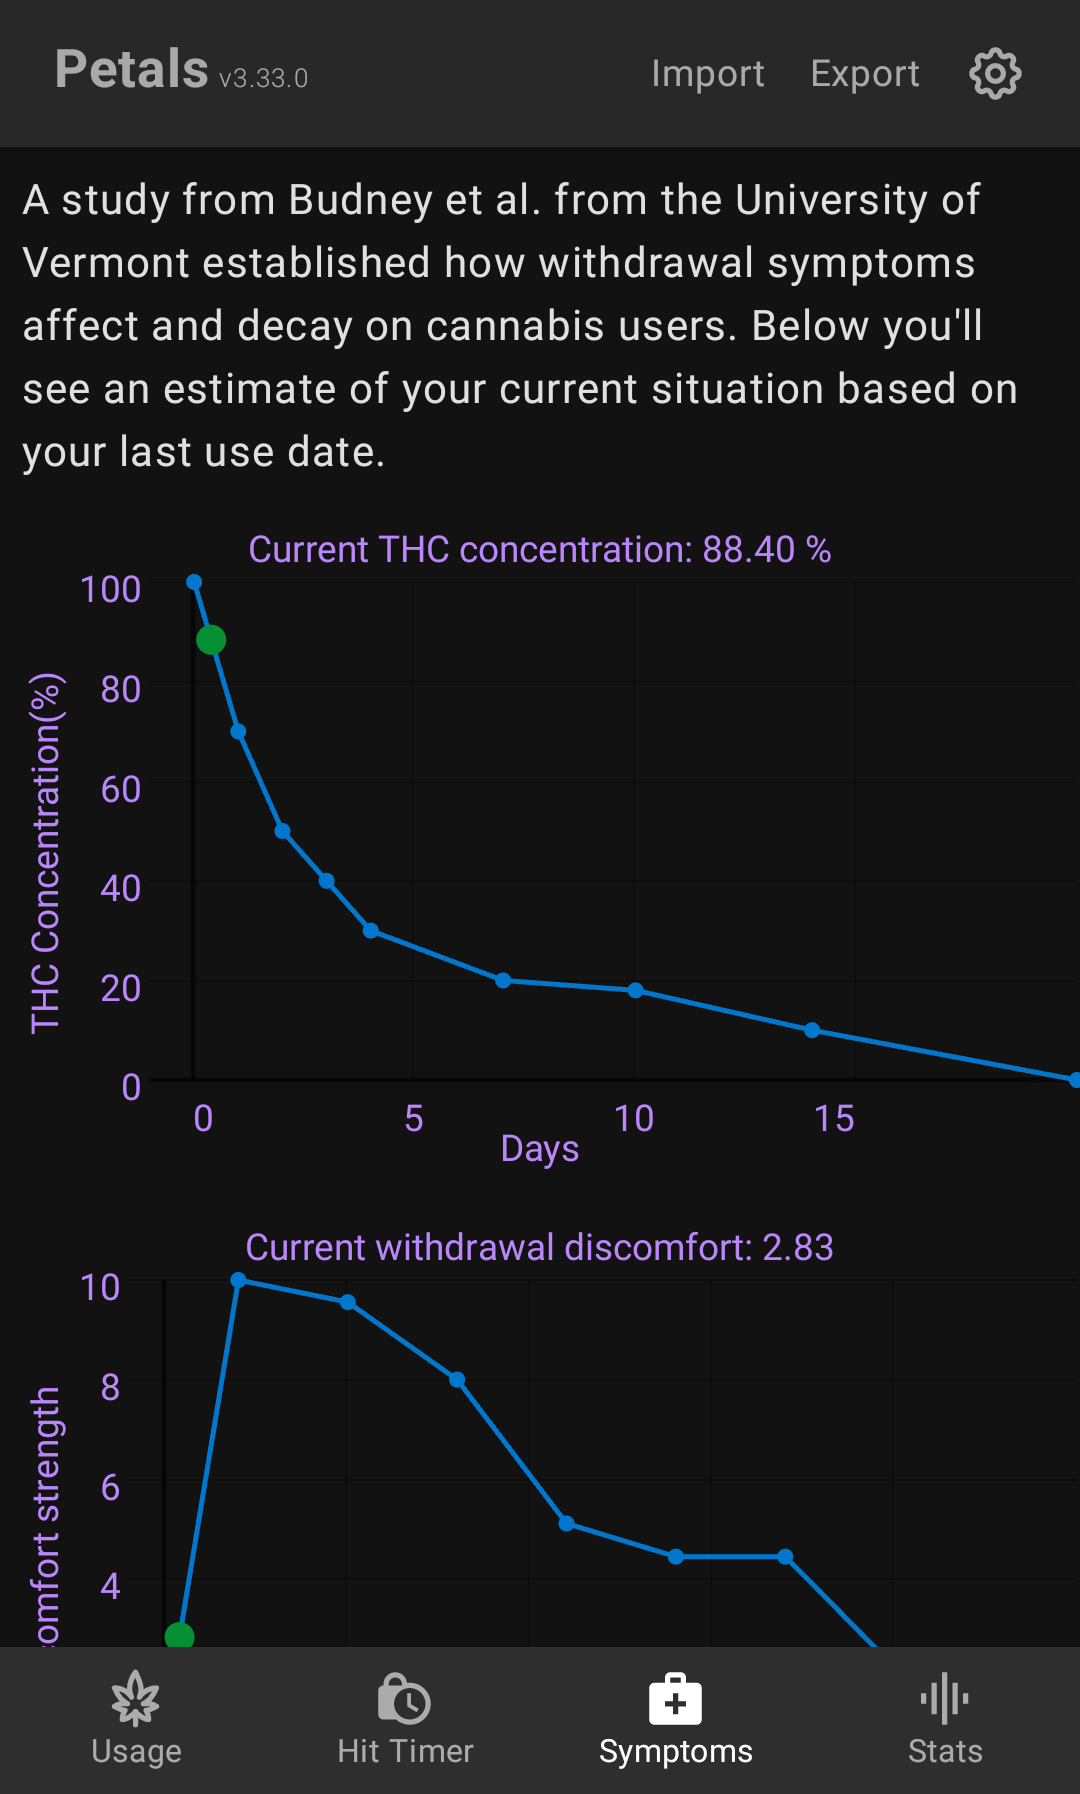 Petals v3.33.0 Import Export
A study from Budney et al. from the University of
Vermont established how withdrawal symptoms
affect and decay on cannabis users. Below you'll
see an estimate of your current situation based on
your last use date.
Current THC concentration: 88.40 %
THC Concentration(%)
100
80
60
40
20
0
0 5 10 15
Days
Current withdrawal discomfort: 2.83
comfort strength
10
8
6
4
Usage Hit Timer Symptoms Stats